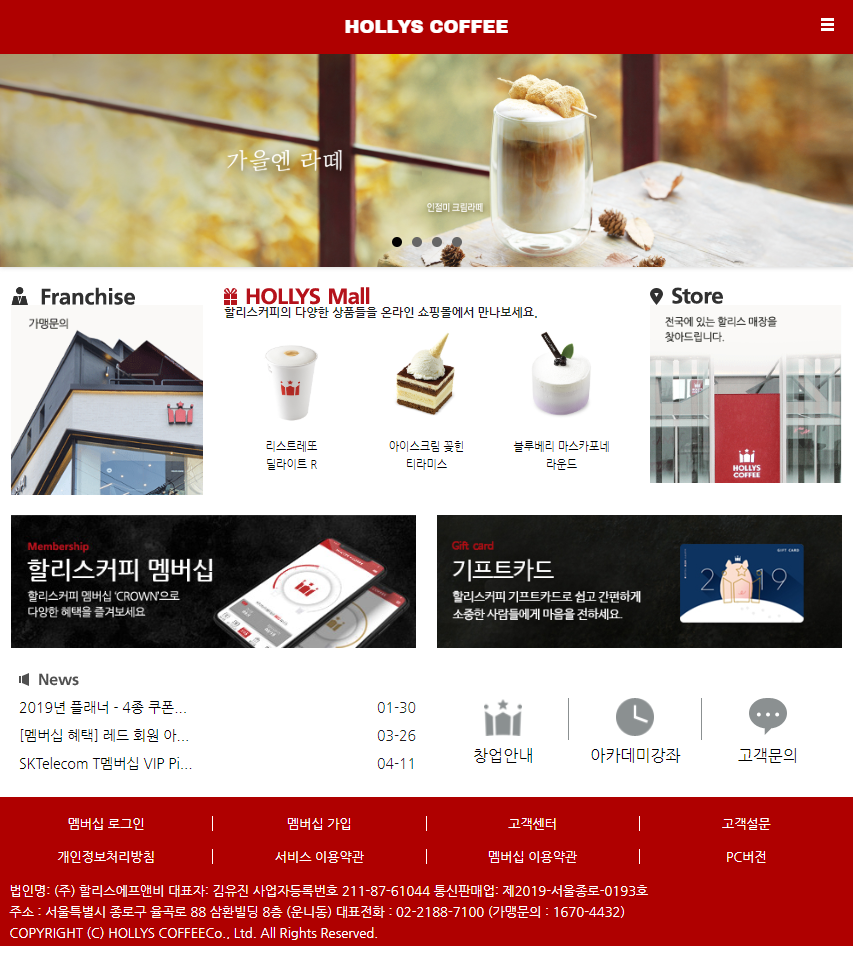 HOLLYS COFFEE
가을엔 라떼
인절미 크림라떼
Franchise
가맹문의
HOLLYS Mall
할리스커피의 다양한 상품들을 온라인 쇼핑몰에서 만나보세요.
리스트레또
딜라이트 R
아이스크림 꽂힌
티라미스
블루베리 마스카포네
라운드
Store
전국에 있는 할리스 매장을
찾아드립니다.
HOLLYS
COFFEE
Membership
할리스커피 멤버십
할리스커피 멤버십 'CROWN'으로
다양한 혜택을 즐겨보세요
Gift card
기프트카드
할리스커피 기프트카드로 쉽고 간편하게
소중한 사람들에게 마음을 전하세요.
GIFT CARD
2019
News
2019년 플래너 - 4종 쿠폰... 01-30
[멤버십 혜택] 레드 회원 아... 03-26
SKTelecom T멤버십 VIP Pi... 04-11
창업안내
아카데미강좌
고객문의
멤버십 로그인 멤버십 가입 고객센터 고객설문
개인정보처리방침 서비스 이용약관 멤버십 이용약관 PC버전
법인명: (주) 할리스에프앤비 대표자: 김유진 사업자등록번호 211-87-61044 통신판매업: 제2019-서울종로-0193호
주소 : 서울특별시 종로구 율곡로 88 삼환빌딩 8층 (운니동) 대표전화 : 02-2188-7100 (가맹문의 : 1670-4432)
COPYRIGHT (C) HOLLYS COFFEECo., Ltd. All Rights Reserved.